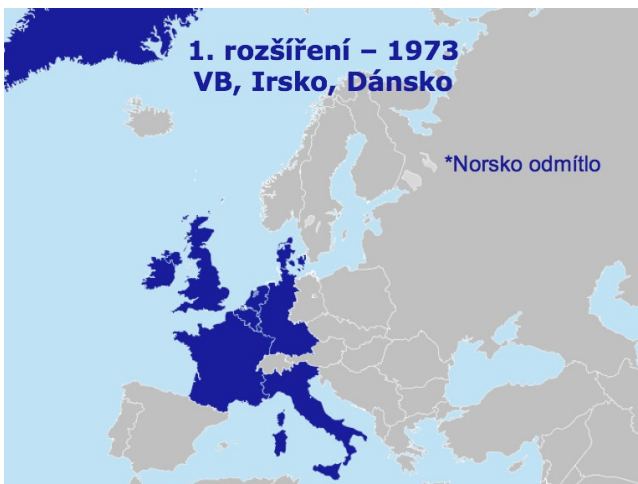 1. rozšíření – 1973
VB, Irsko, Dánsko
*Norsko odmítlo